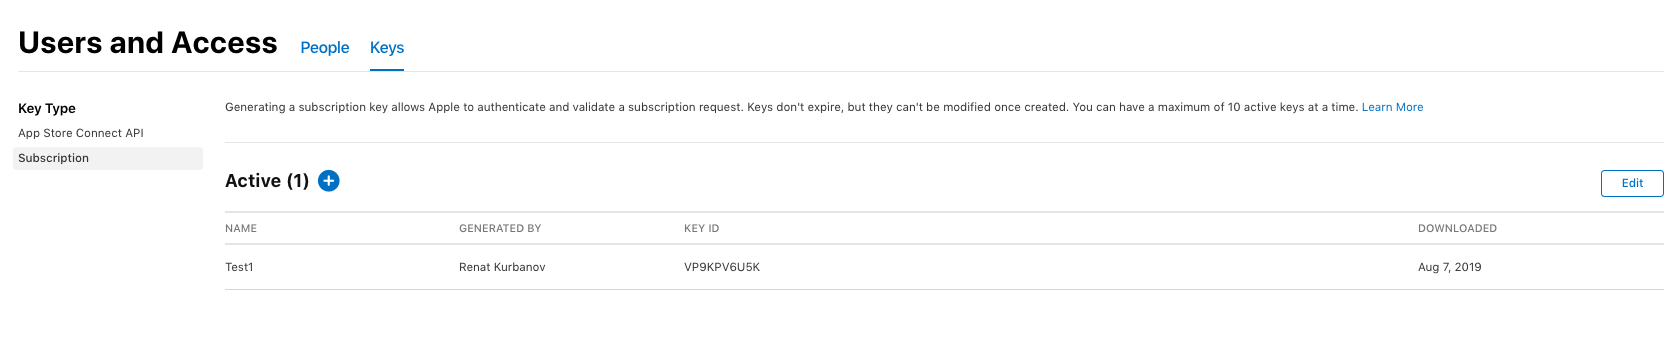 Users and Access People Keys
Key Type
App Store Connect API
Subscription
Generating a subscription key allows Apple to authenticate and validate a subscription request. Keys don't expire, but they can't be modified once created. You can have a maximum of 10 active keys at a time. Learn More
Active (1)
Edit
NAME GENERATED BY KEY ID DOWNLOADED
Test1 Renat Kurbanov VP9KPV6U5K Aug 7, 2019